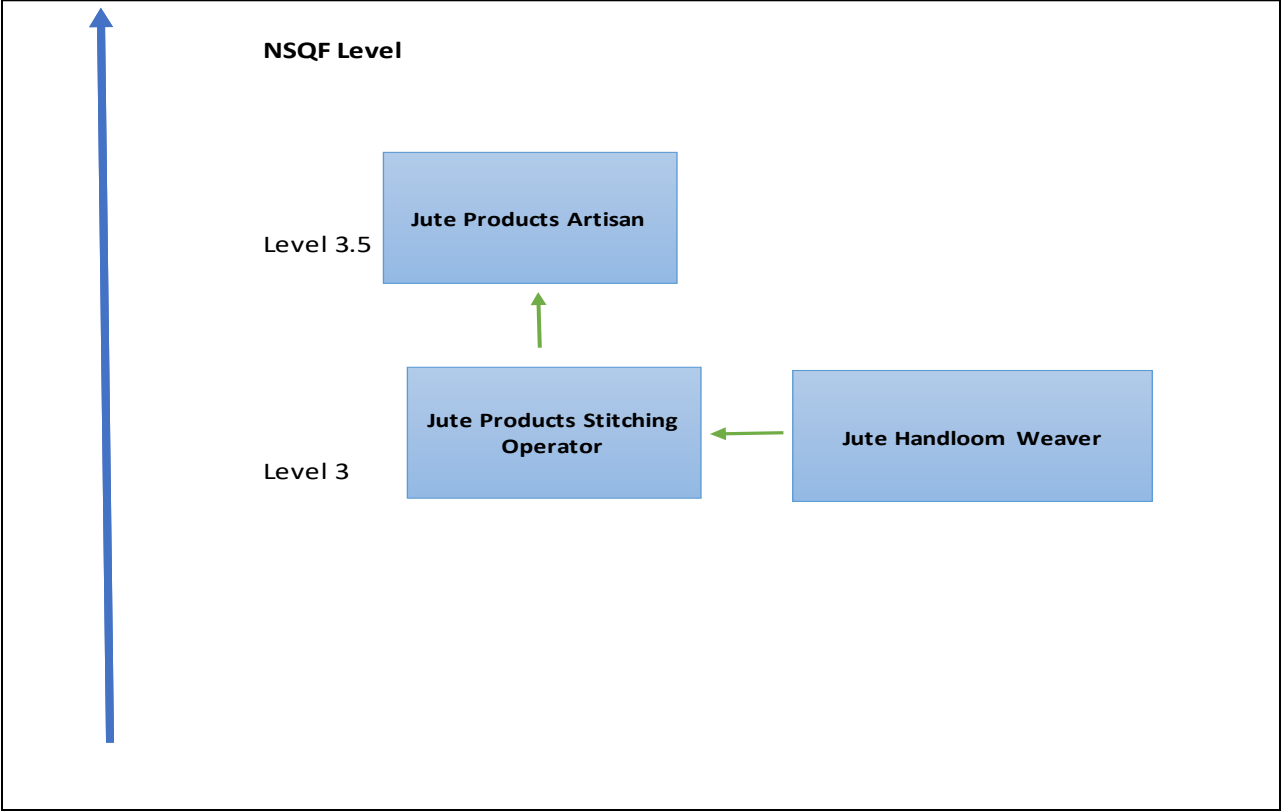 NSQF Level
Jute Products Artisan
Level 3.5
Jute Products Stitching
Operator
Jute Handloom Weaver
Level 3